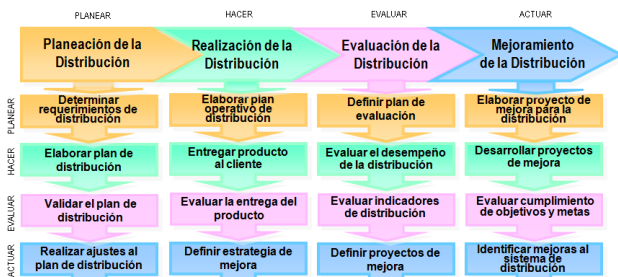 PLANEAR
HACER
EVALUAR
ACTUAR
Planeación de la
Distribución
Realización de la
Distribución
Evaluación de la
Distribución
Mejoramiento
de la Distribución
PLANEAR
Determinar
requerimientos de
distribución
Elaborar plan
operativo de
distribución
Definir plan de
evaluación
Elaborar proyecto de
mejora para la
distribución
HACER
Elaborar plan de
distribución
Entregar producto
al cliente
Evaluar el desempeño
de la distribución
Desarrollar proyectos
de mejora
EVALUAR
Validar el plan de
distribución
Evaluar la entrega del
producto
Evaluar indicadores
de distribución
Evaluar cumplimiento
de objetivos y metas
ACTUAR
Realizar ajustes al
plan de distribución
Definir estrategia de
mejora
Definir proyectos de
mejora
Identificar mejoras al
sistema de
distribución